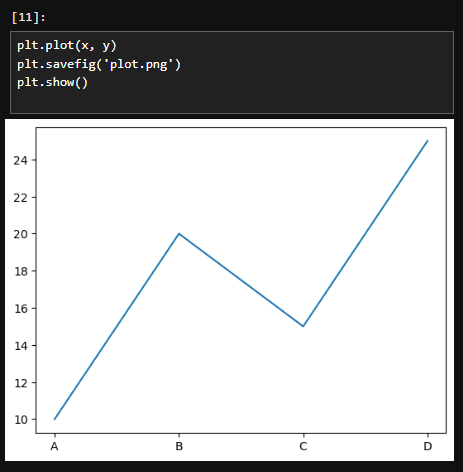 [11]:
plt.plot(x, y)
plt.savefig('plot.png')
plt.show()
24
22
20
18
16
14
12
10
A B C D